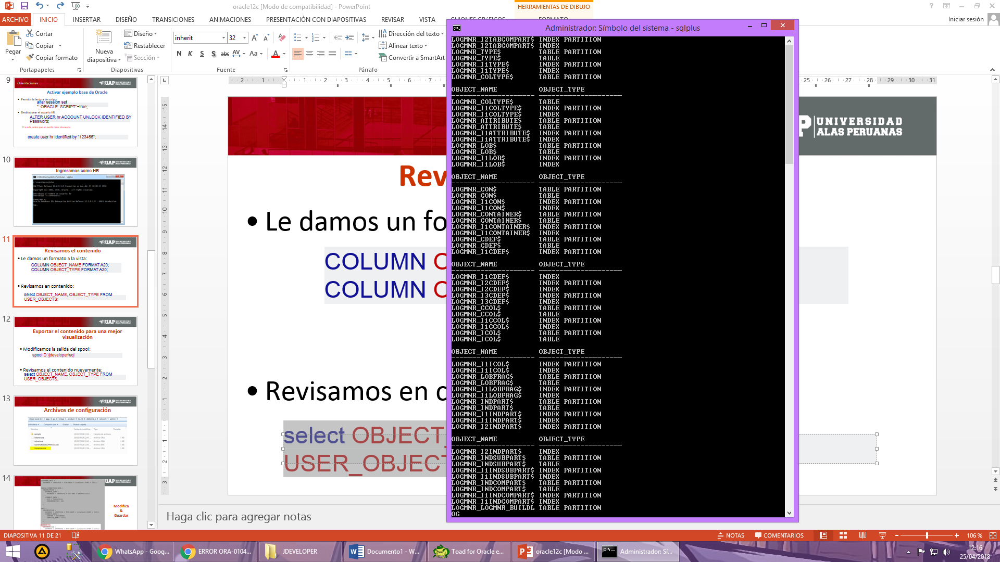 oracle12c [Modo de compatibilidad] - PowerPoint
HERRAMIENTAS DE DIBUJO
ARCHIVO INICIO INSERTAR DISEÑO TRANSICIONES ANIMACIONES PRESENTACIÓN CON DIAPOSITIVAS REVISAR VISTA
Iniciar sesión
Pegar
Cortar
Copiar
Copiar formato
Portapapeles
Nueva diapositiva
Diseño
Restablecer
Sección
Diapositivas
inherit 32
N K S S abc AV Aa A
Fuente
Dirección del texto
Alinear texto
Convertir a SmartArt
Párrafo
9
Orientaciones
UAP UNIVERSIDAD ALAS PERUANAS
Activar ejemplo base de Oracle
• Permitir la lectura de scripts
alter session set
"_ORACLE_SCRIPT"=true;
• Desbloquear el usuario HR
ALTER USER hr ACCOUNT UNLOCK IDENTIFIED BY
Password;
create user hr identified by "123456";
10
Ingresamos como HR
11
Revisamos el contenido
• Le damos un formato a la vista:
COLUMN OBJECT_NAME FORMAT A20;
COLUMN OBJECT_TYPE FORMAT A20;
• Revisamos en contenido:
select OBJECT_NAME, OBJECT_TYPE FROM
USER_OBJECTS;
12
Exportar el contenido para una mejor
visualización
• Modificamos la salida del spool:
spool D:\jdeveloper\sql
• Revisamos el contenido nuevamente:
select OBJECT_NAME, OBJECT_TYPE FROM
USER_OBJECTS;
13
Archivos de configuración
14
Modifica
&
Guardar
Rev
• Le damos un fo
COLUMN O
COLUMN O
• Revisamos en c
select OBJECT_
USER_OBJECT
P UNIVERSIDAD
ALAS PERUANAS
Haga clic para agregar notas
Administrador: Símbolo del sistema - sqlplus
LOGMNR_I2TABCOMPART$ INDEX PARTITION
LOGMNR_I2TABCOMPART$ INDEX
LOGMNR_TYPE$ TABLE PARTITION
LOGMNR_TYPE$ TABLE
LOGMNR_I1TYPE$ INDEX PARTITION
LOGMNR_I1TYPE$ INDEX
LOGMNR_COLTYPE$ TABLE PARTITION
OBJECT_NAME OBJECT_TYPE
-------------------- --------------------
LOGMNR_COLTYPE$ TABLE
LOGMNR_I1COLTYPE$ INDEX PARTITION
LOGMNR_I1COLTYPE$ INDEX
LOGMNR_ATTRIBUTE$ TABLE PARTITION
LOGMNR_ATTRIBUTE$ TABLE
LOGMNR_I1ATTRIBUTE$ INDEX PARTITION
LOGMNR_I1ATTRIBUTE$ INDEX
LOGMNR_LOB$ TABLE PARTITION
LOGMNR_LOB$ TABLE
LOGMNR_I1LOB$ INDEX PARTITION
LOGMNR_I1LOB$ INDEX
OBJECT_NAME OBJECT_TYPE
-------------------- --------------------
LOGMNR_CON$ TABLE PARTITION
LOGMNR_CON$ TABLE
LOGMNR_I1CON$ INDEX PARTITION
LOGMNR_I1CON$ INDEX
LOGMNR_CONTAINER$ TABLE PARTITION
LOGMNR_CONTAINER$ TABLE
LOGMNR_I1CONTAINER$ INDEX PARTITION
LOGMNR_I1CONTAINER$ INDEX
LOGMNR_CDEF$ TABLE PARTITION
LOGMNR_CDEF$ TABLE
LOGMNR_I1CDEF$ INDEX PARTITION
OBJECT_NAME OBJECT_TYPE
-------------------- --------------------
LOGMNR_I1CDEF$ INDEX
LOGMNR_I2CDEF$ INDEX PARTITION
LOGMNR_I2CDEF$ INDEX
LOGMNR_I3CDEF$ INDEX PARTITION
LOGMNR_I3CDEF$ INDEX
LOGMNR_CCOL$ TABLE PARTITION
LOGMNR_CCOL$ TABLE
LOGMNR_I1CCOL$ INDEX PARTITION
LOGMNR_I1CCOL$ INDEX
LOGMNR_ICOL$ TABLE PARTITION
LOGMNR_ICOL$ TABLE
OBJECT_NAME OBJECT_TYPE
-------------------- --------------------
LOGMNR_I1ICOL$ INDEX PARTITION
LOGMNR_I1ICOL$ INDEX
LOGMNR_LOBFRAG$ TABLE PARTITION
LOGMNR_LOBFRAG$ TABLE
LOGMNR_I1LOBFRAG$ INDEX PARTITION
LOGMNR_I1LOBFRAG$ INDEX
LOGMNR_INDPART$ TABLE PARTITION
LOGMNR_INDPART$ TABLE
LOGMNR_I1INDPART$ INDEX PARTITION
LOGMNR_I1INDPART$ INDEX
LOGMNR_I2INDPART$ INDEX PARTITION
OBJECT_NAME OBJECT_TYPE
-------------------- --------------------
LOGMNR_I2INDPART$ INDEX
LOGMNR_INDSUBPART$ TABLE PARTITION
LOGMNR_INDSUBPART$ TABLE
LOGMNR_I1INDSUBPART$ INDEX PARTITION
LOGMNR_I1INDSUBPART$ INDEX
LOGMNR_INDCOMPART$ TABLE PARTITION
LOGMNR_INDCOMPART$ TABLE
LOGMNR_I1INDCOMPART$ INDEX PARTITION
LOGMNR_I1INDCOMPART$ INDEX
LOGMNR_LOGMNR_BUILDL TABLE PARTITION
OG
DIAPOSITIVA 11 DE 21
NOTAS COMENTARIOS 106 %
WhatsApp - Goog...
ERROR ORA-0104...
JDEVELOPER
Documento1 - W...
Toad for Oracle e...
oracle12c [Modo ...
Administrador: Sí...
12:16
25/04/2018